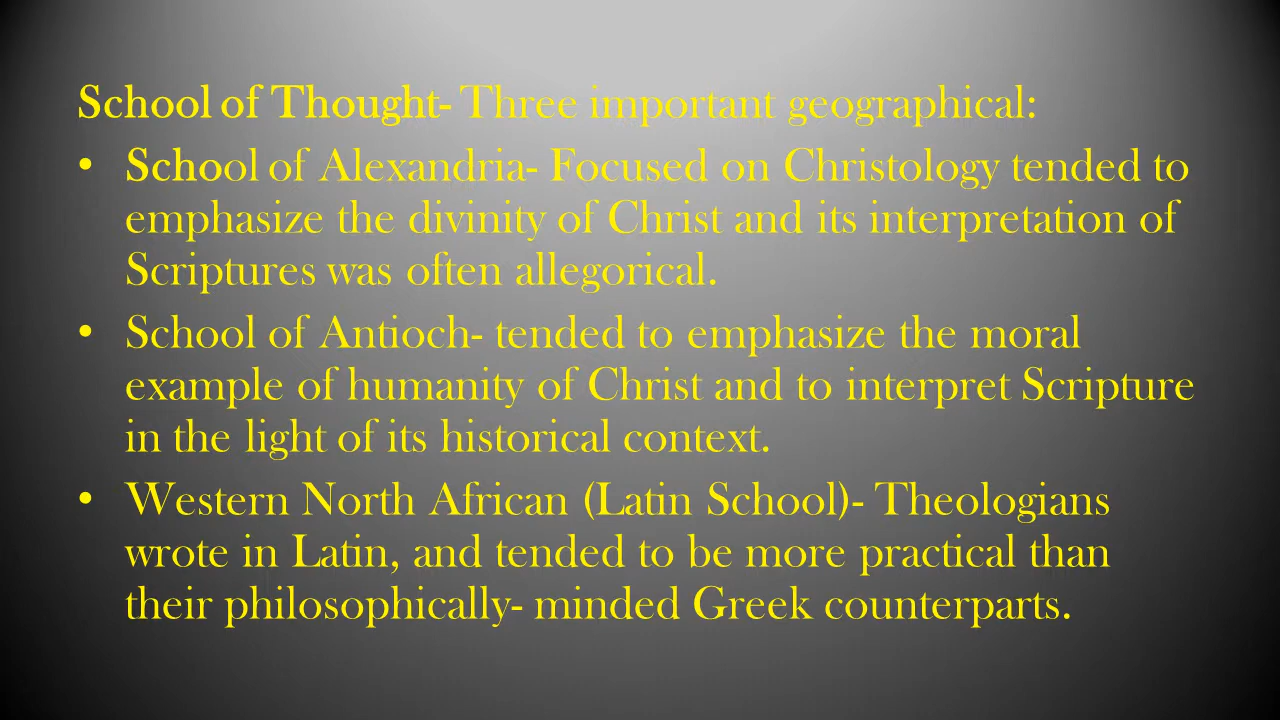 School of Thought- Three important geographical:
• School of Alexandria- Focused on Christology tended to
emphasize the divinity of Christ and its interpretation of
Scriptures was often allegorical.
• School of Antioch- tended to emphasize the moral
example of humanity of Christ and to interpret Scripture
in the light of its historical context.
• Western North African (Latin School)- Theologians
wrote in Latin, and tended to be more practical than
their philosophically- minded Greek counterparts.